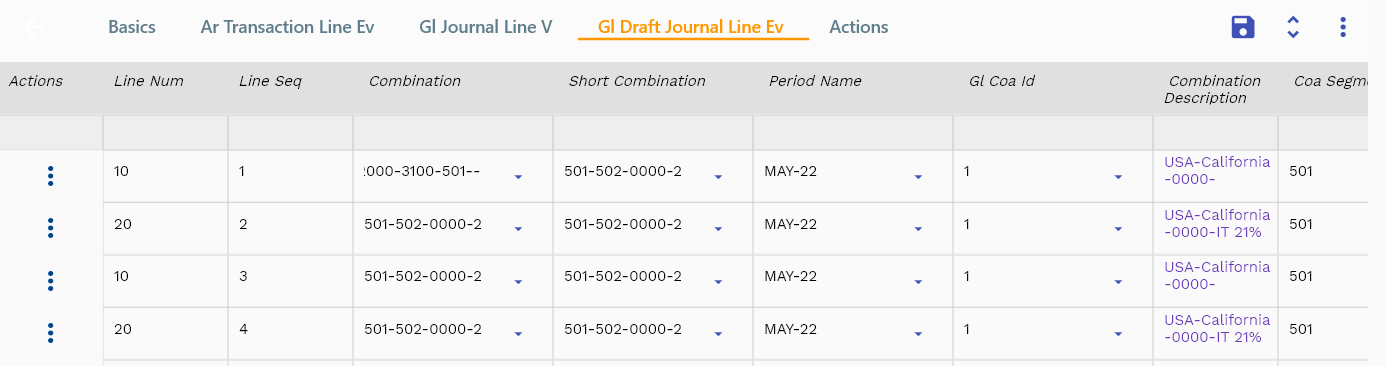 Basics Ar Transaction Line Ev Gl Journal Line V Gl Draft Journal Line Ev Actions
Actions Line Num Line Seq Combination Short Combination Period Name Gl Coa Id Combination Description Coa Segm
10 1 2000-3100-501-- 501-502-0000-2 MAY-22 1 USA-California-0000- 501
20 2 501-502-0000-2 501-502-0000-2 MAY-22 1 USA-California-0000-IT 21% 501
10 3 501-502-0000-2 501-502-0000-2 MAY-22 1 USA-California-0000- 501
20 4 501-502-0000-2 501-502-0000-2 MAY-22 1 USA-California-0000-IT 21% 501